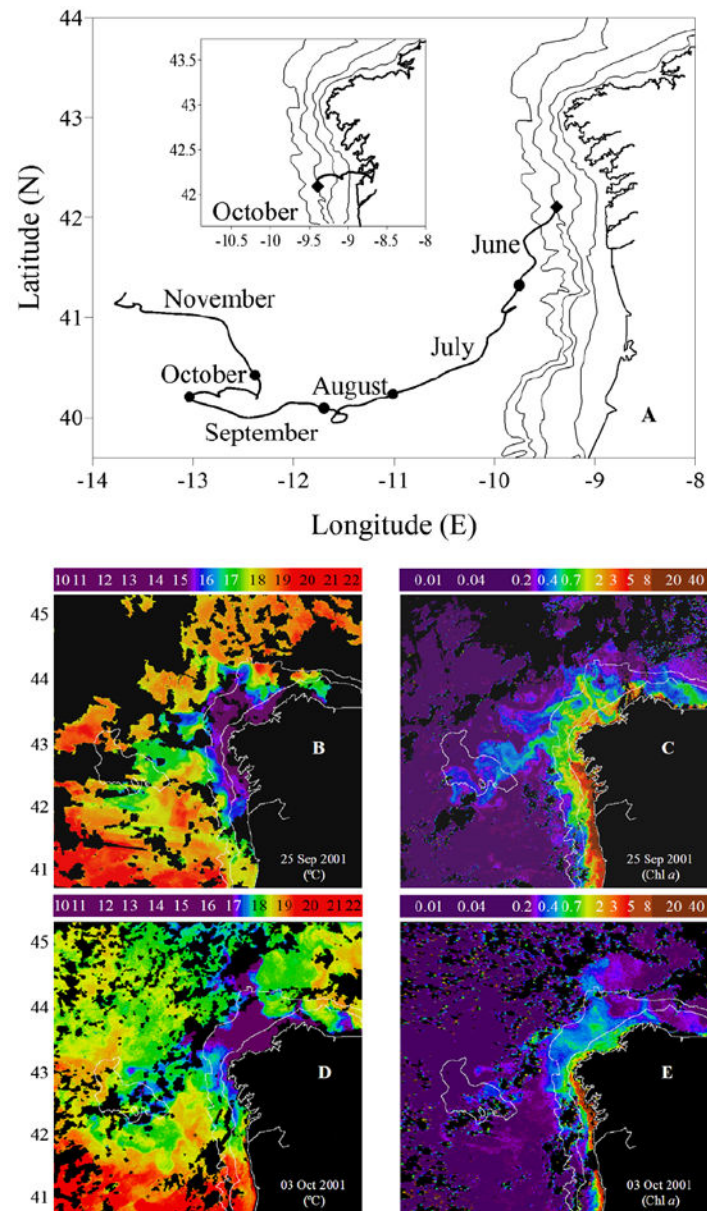 44
43.5
43
42.5
42
October
-10.5 -9.5 -9 -8.5 -8
43
42
41
40
Latitude (N)
June
November
July
October
August
September
A
-14 -13 -12 -11 -10 -9 -8
Longitude (E)
10 11 12 13 14 15 16 17 18 19 20 21 22
0.01 0.04 0.2 0.4 0.7 2 3 5 8 20 40
45
44
43
42
41
B
25 Sep 2001
(ºC)
C
25 Sep 2001
(Chl a)
10 11 12 13 14 15 16 17 18 19 20 21 22
0.01 0.04 0.2 0.4 0.7 2 3 5 8 20 40
45
44
43
42
41
D
03 Oct 2001
(ºC)
E
03 Oct 2001
(Chl a)